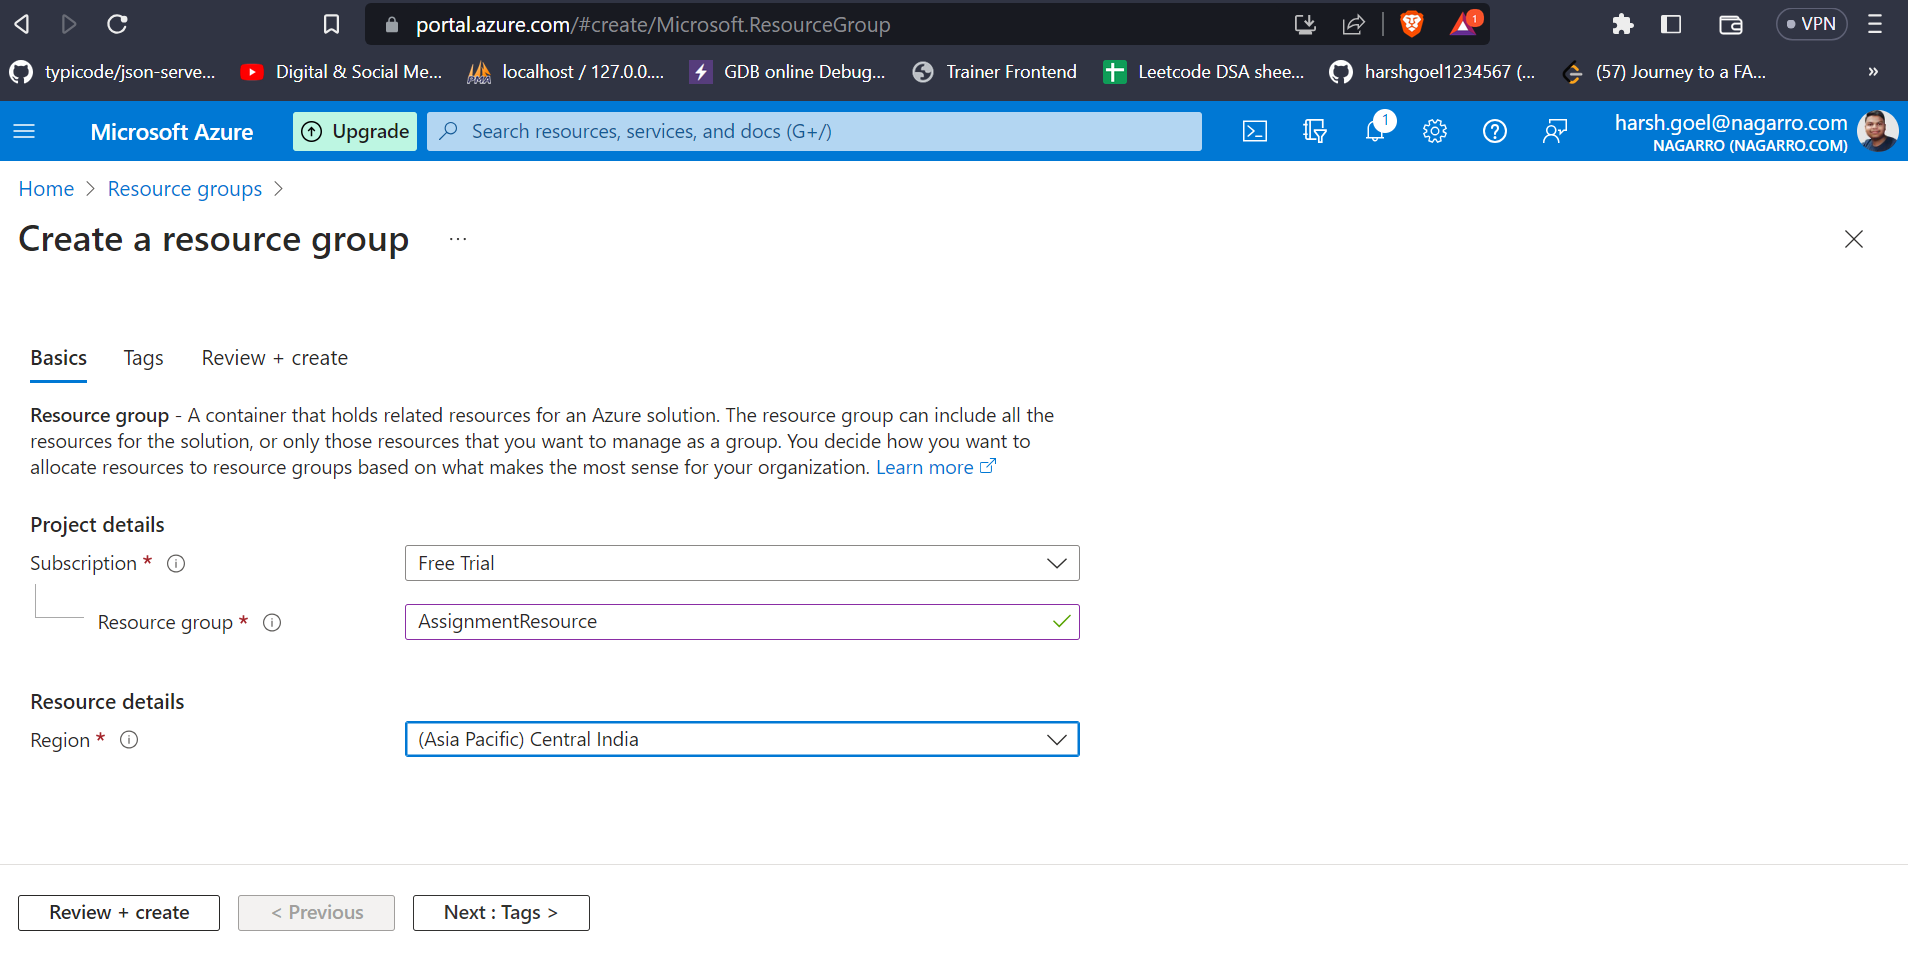 portal.azure.com/#create/Microsoft.ResourceGroup
1
VPN
typicode/json-serve...
Digital & Social Me...
localhost / 127.0.0....
GDB online Debug...
Trainer Frontend
Leetcode DSA shee...
harshgoel1234567 (...
(57) Journey to a FA...
»
Microsoft Azure
Upgrade
Search resources, services, and docs (G+/)
1
harsh.goel@nagarro.com
NAGARRO (NAGARRO.COM)
Home > Resource groups >
Create a resource group ...
Basics
Tags
Review + create
Resource group - A container that holds related resources for an Azure solution. The resource group can include all the
resources for the solution, or only those resources that you want to manage as a group. You decide how you want to
allocate resources to resource groups based on what makes the most sense for your organization. Learn more
Project details
Subscription *
Free Trial
Resource group *
AssignmentResource
Resource details
Region *
(Asia Pacific) Central India
Review + create
< Previous
Next : Tags >